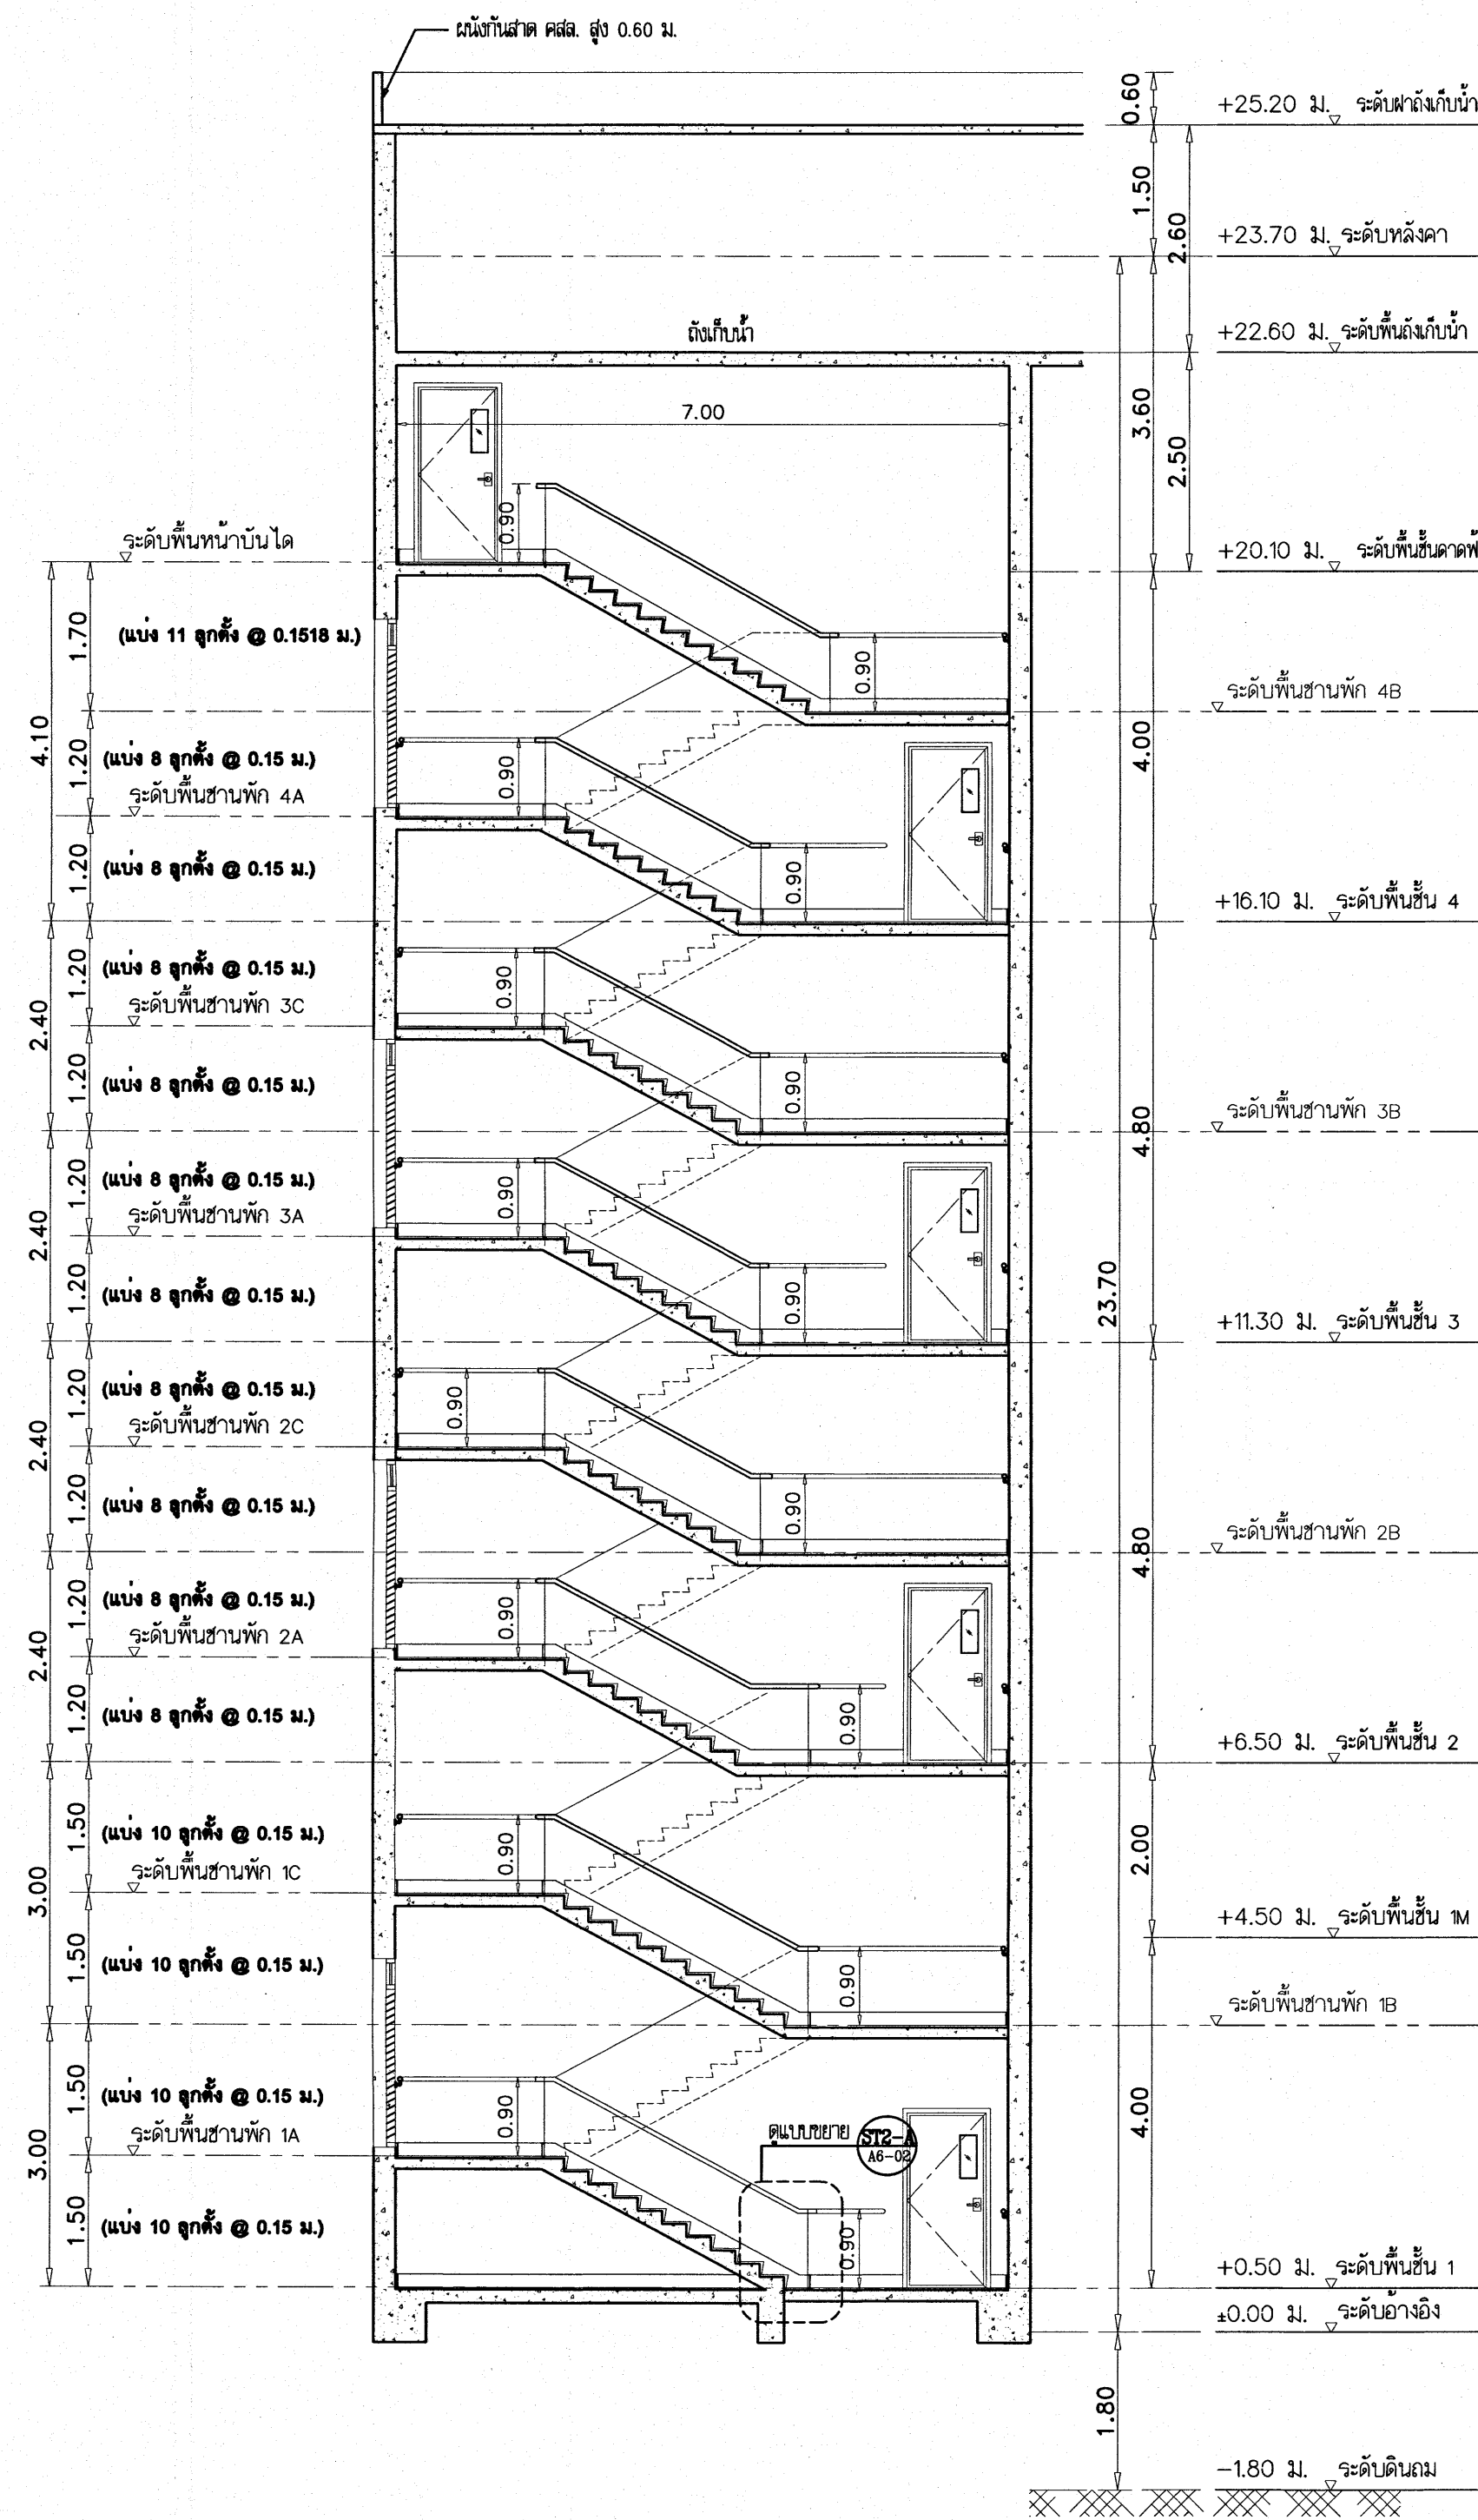 ผนังกันสาด คสล. สูง 0.60 ม.
0.60
+25.20 ม. ระดับฝาถังเก็บน้ำ
1.50
2.60
+23.70 ม. ระดับหลังคา
ถังเก็บน้ำ
+22.60 ม. ระดับพื้นถังเก็บน้ำ
7.00
3.60
2.50
0.90
ระดับพื้นหน้าบันได
+20.10 ม.
1.70
(แบ่ง 11 ลูกตั้ง @ 0.1518 ม.)
0.90
ระดับพื้นชานพัก 4B
4.10
4.00
1.20
(แบ่ง 8 ลูกตั้ง @ 0.15 ม.)
0.90
ระดับพื้นชานพัก 4A
1.20
(แบ่ง 8 ลูกตั้ง @ 0.15 ม.)
0.90
+16.10 ม. ระดับพื้นชั้น 4
1.20
(แบ่ง 8 ลูกตั้ง @ 0.15 ม.)
0.90
ระดับพื้นชานพัก 3C
2.40
1.20
(แบ่ง 8 ลูกตั้ง @ 0.15 ม.)
0.90
ระดับพื้นชานพัก 3B
4.80
1.20
(แบ่ง 8 ลูกตั้ง @ 0.15 ม.)
0.90
ระดับพื้นชานพัก 3A
2.40
1.20
(แบ่ง 8 ลูกตั้ง @ 0.15 ม.)
0.90
23.70
+11.30 ม. ระดับพื้นชั้น 3
1.20
(แบ่ง 8 ลูกตั้ง @ 0.15 ม.)
0.90
ระดับพื้นชานพัก 2C
2.40
1.20
(แบ่ง 8 ลูกตั้ง @ 0.15 ม.)
0.90
ระดับพื้นชานพัก 2B
4.80
1.20
(แบ่ง 8 ลูกตั้ง @ 0.15 ม.)
0.90
ระดับพื้นชานพัก 2A
2.40
1.20
(แบ่ง 8 ลูกตั้ง @ 0.15 ม.)
0.90
+6.50 ม. ระดับพื้นชั้น 2
1.50
(แบ่ง 10 ลูกตั้ง @ 0.15 ม.)
0.90
2.00
ระดับพื้นชานพัก 1C
3.00
+4.50 ม. ระดับพื้นชั้น 1M
1.50
(แบ่ง 10 ลูกตั้ง @ 0.15 ม.)
0.90
ระดับพื้นชานพัก 1B
1.50
(แบ่ง 10 ลูกตั้ง @ 0.15 ม.)
0.90
4.00
ระดับพื้นชานพัก 1A
ดูแบบขยาย
ST2-A
A6-02
3.00
1.50
(แบ่ง 10 ลูกตั้ง @ 0.15 ม.)
0.90
+0.50 ม. ระดับพื้นชั้น 1
±0.00 ม. ระดับอ้างอิง
1.80
-1.80 ม. ระดับดินถม